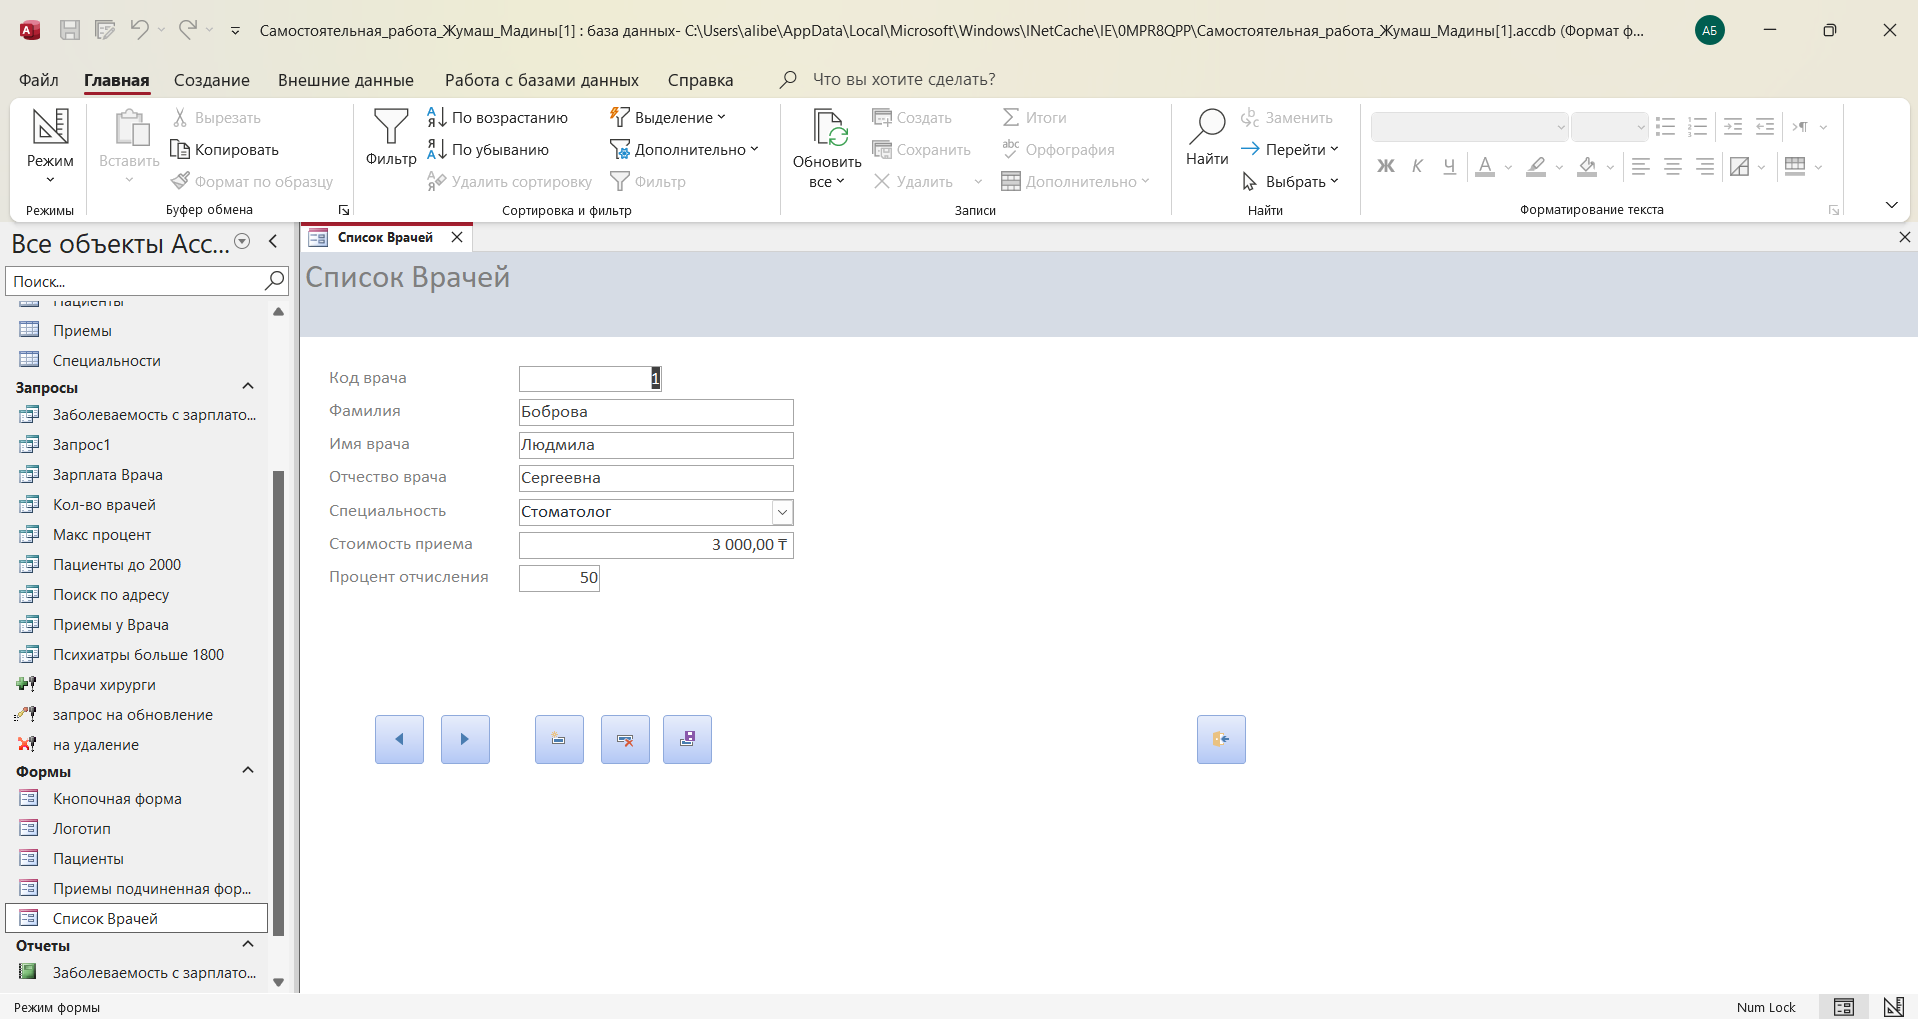 Самостоятельная_работа_Жумаш_Мадины[1] : база данных- C:\Users\alibe\AppData\Local\Microsoft\Windows\INetCache\IE\0MPR8QPP\Самостоятельная_работа_Жумаш_Мадины[1].accdb (Формат ф...
АБ
Файл Главная Создание Внешние данные Работа с базами данных Справка Что вы хотите сделать?
Режим
Режимы
Вставить
Вырезать
Копировать
Формат по образцу
Буфер обмена
Фильтр
По возрастанию
По убыванию
Удалить сортировку
Выделение
Дополнительно
Фильтр
Сортировка и фильтр
Обновить
все
Создать
Сохранить
Удалить
Итоги
Орфография
Дополнительно
Записи
Найти
Заменить
Перейти
Выбрать
Найти
Ж К Ч А
Форматирование текста
Все объекты Acc...
Поиск...
Пациенты
Приемы
Специальности
Запросы
Заболеваемость с зарплато...
Запрос1
Зарплата Врача
Кол-во врачей
Макс процент
Пациенты до 2000
Поиск по адресу
Приемы у Врача
Психиатры больше 1800
Врачи хирурги
запрос на обновление
на удаление
Формы
Кнопочная форма
Логотип
Пациенты
Приемы подчиненная фор...
Список Врачей
Отчеты
Заболеваемость с зарплато...
Список Врачей
Список Врачей
Код врача 1
Фамилия Боброва
Имя врача Людмила
Отчество врача Сергеевна
Специальность Стоматолог
Стоимость приема 3 000,00 ₸
Процент отчисления 50
Режим формы
Num Lock